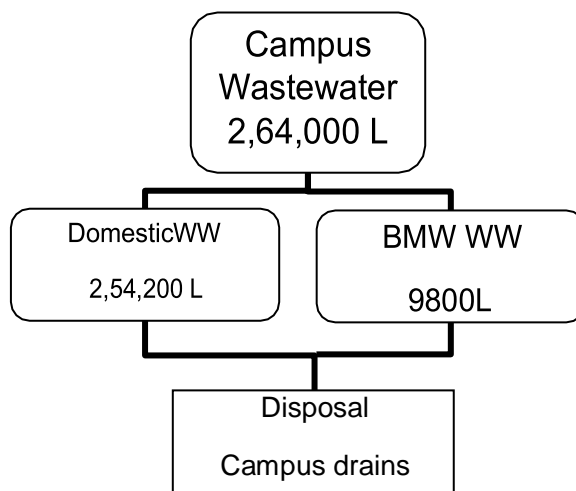 Campus
Wastewater
2,64,000 L
DomesticWW
2,54,200 L
BMW WW
9800L
Disposal
Campus drains